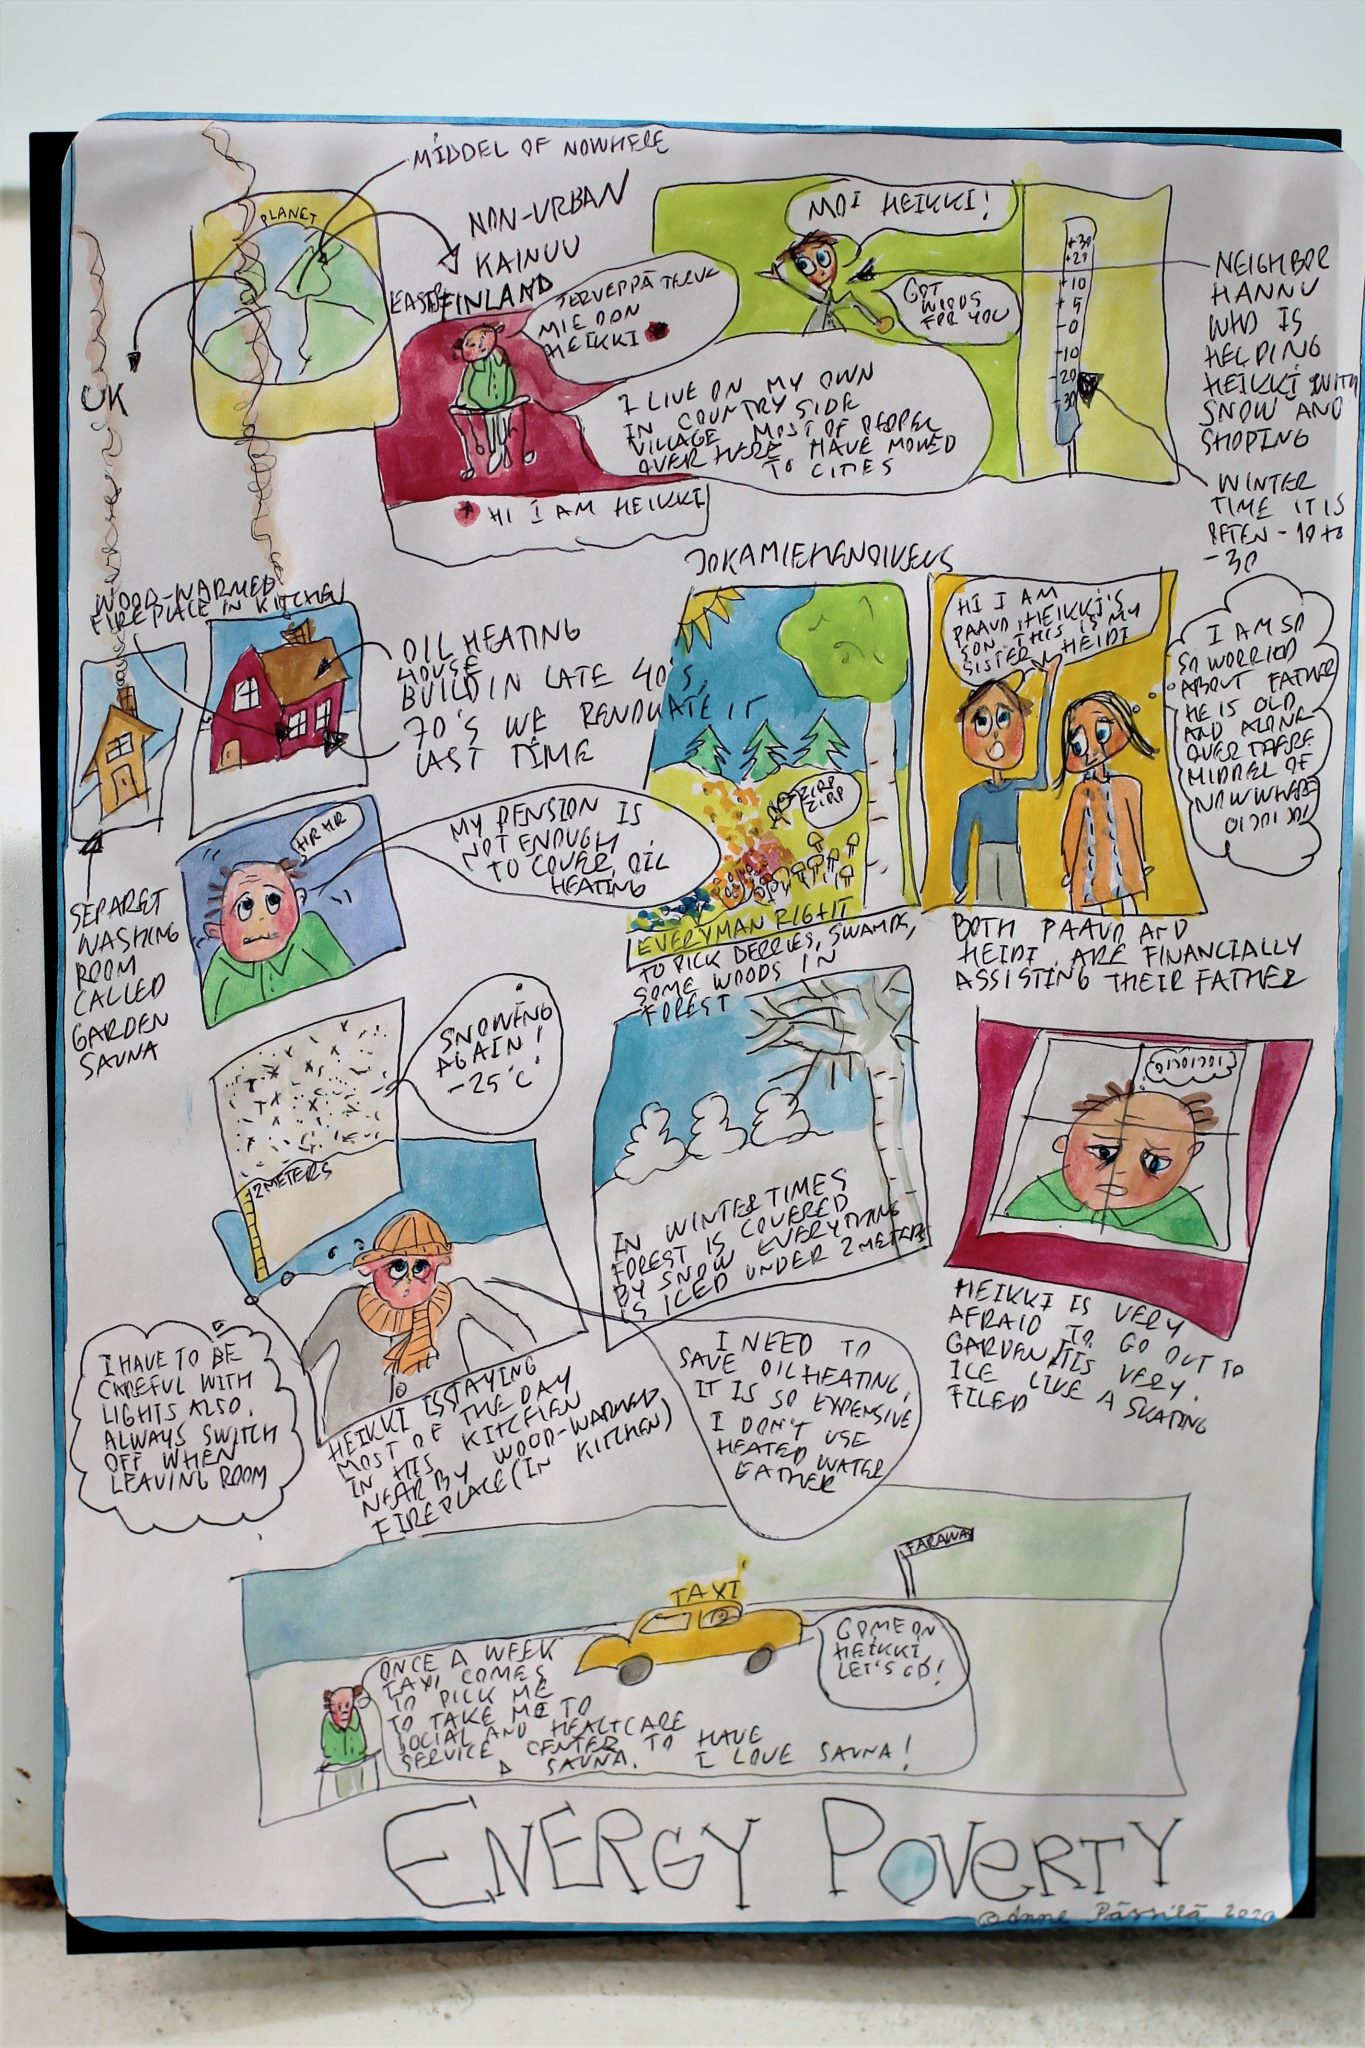 MIDDEL OF NOWHERE
PLANET
UK
NON-URBAN
KAINUU
FINLAND
MIE OON
HEIKKI
HI I AM HEIKKI
I LIVE ON MY OWN
IN COUNTRY SIDE
VILLAGE MOST OF PEOPEL
OVER HERE HAVE MOVED
TO CITIES
MOI HEIKKI!
GOT
WOODS
FOR YOU
+30
+27
+10
+5
-0
-10
-20
-30
NEIGHBOR
HANNU
WHO IS
HELPING
HEIKKI WITH
SNOW AND
SHOPING
WINTER
TIME IT IS
OFTEN -10 to
-30
WOOD-WARMED
FIREPLACE IN KITCHEN
OIL HEATING
HOUSE
BUILD IN LATE 40'S,
70'S WE RENOVATE IT
LAST TIME
SEPARET
WASHING
ROOM
CALLED
GARDEN
SAUNA
HR HR
MY PENSION IS
NOT ENOUGH
TO COVER OIL
HEATING
JOKAMIEHENOIKEUS
ZIRP
ZIRP
EVERYMAN RIGHT
TO PICK BERRIES, SWAMPS,
SOME WOODS IN
FOREST
HI I AM
PAAVO, HEIKKI'S
SON. THIS IS MY
SISTER HEIDI
I AM SO
SO WORRIED
ABOUT FATHER
HE IS OLD
AND ALONE
OVER THERE
MIDDEL OF
NOWWHERE
OIOIOI
BOTH PAAVO AND
HEIDI ARE FINANCIALLY
ASSISTING THEIR FATHER
SNOWING
AGAIN!
-25°C
2 METERS
I HAVE TO BE
CAREFUL WITH
LIGHTS ALSO.
ALWAYS SWITCH
OFF WHEN
LEAVING ROOM
HEIKKI IS STAYING
MOST OF THE DAY
IN HIS KITCHEN
NEAR BY WOOD-WARMED
FIREPLACE (IN KITCHEN)
IN WINTER TIMES
FOREST IS COVERED
BY SNOW EVERYTHING
IS ICED UNDER 2 METERS
I NEED TO
SAVE OIL HEATING,
IT IS SO EXPENSIVE
I DON'T USE
HEATED WATER
EATHER
HEIKKI IS VERY
AFRAID TO GO OUT TO
GARDEN, ITIS VERY.
ICE LIKE A SKATING
FILED
TAXI
FARAWAY
COME ON
HEIKKI,
LET'S GO!
ONCE A WEEK
TAXI COMES
TO PICK ME
TO TAKE ME TO
SOCIAL AND HEALTCARE
SERVICE CENTER TO HAVE
A SAUNA. I LOVE SAUNA!
ENERGY POVERTY
©Anne Pässilä 2020